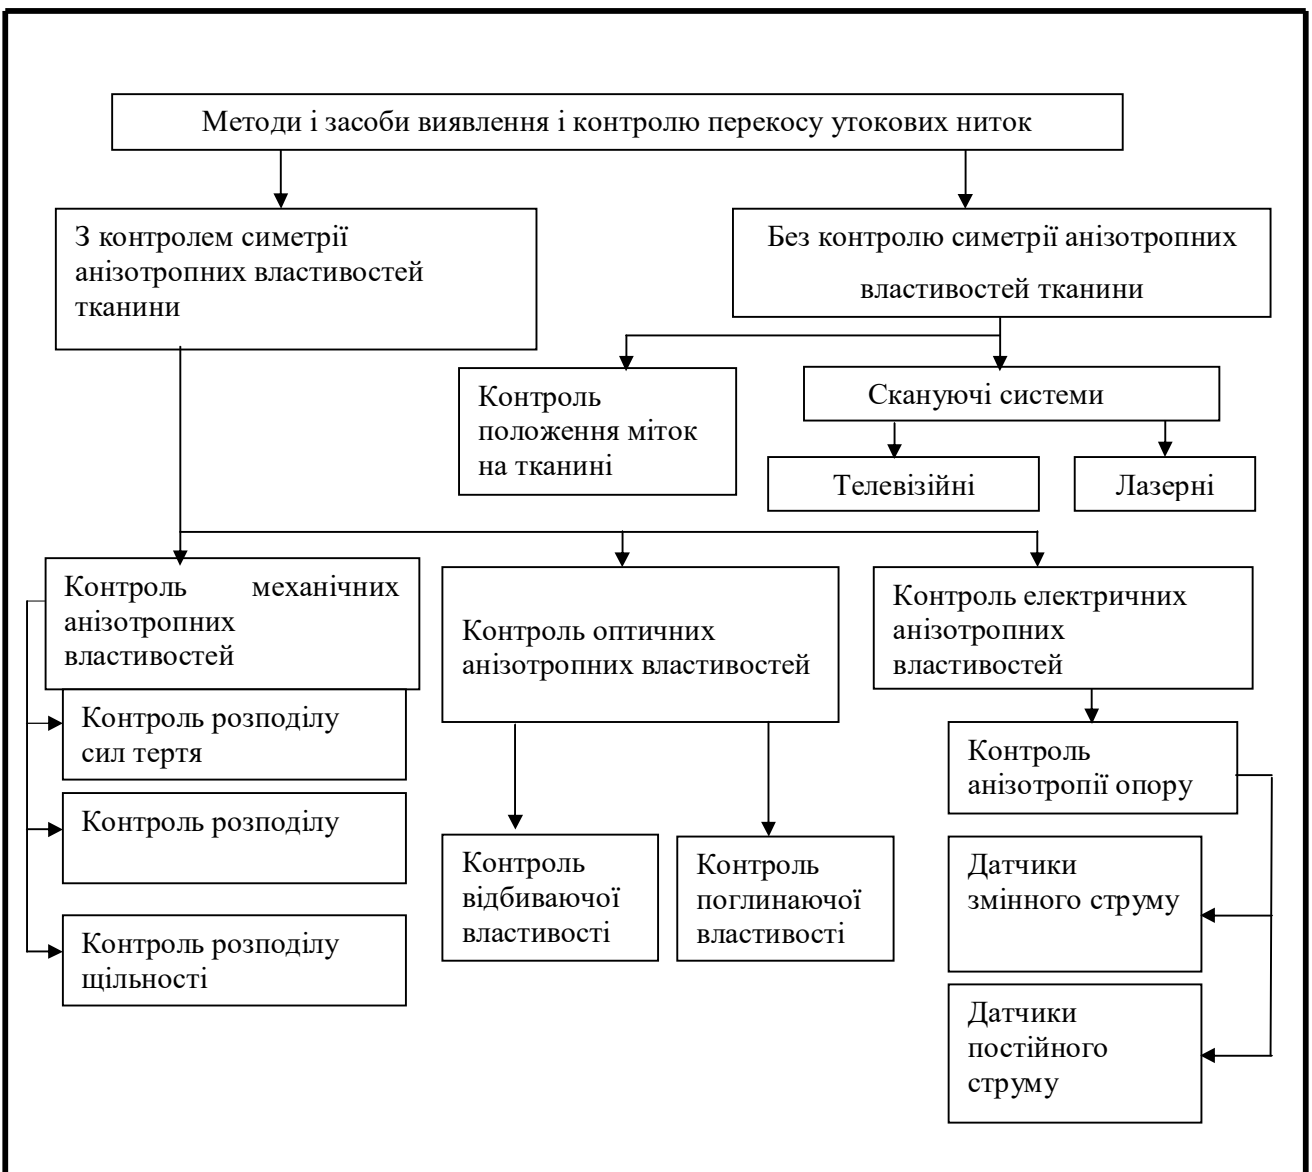 Методи і засоби виявлення і контролю перекосу утокових ниток
З контролем симетрії
анізотропних властивостей
тканини
Без контролю симетрії анізотропних
властивостей тканини
Контроль
положення міток
на тканині
Скануючі системи
Телевізійні
Лазерні
Контроль механічних
анізотропних
властивостей
Контроль оптичних
анізотропних властивостей
Контроль електричних
анізотропних
властивостей
Контроль розподілу
сил тертя
Контроль розподілу
Контроль розподілу
щільності
Контроль
відбиваючої
властивості
Контроль
поглинаючої
властивості
Контроль
анізотропії опору
Датчики
змінного струму
Датчики
постійного
струму